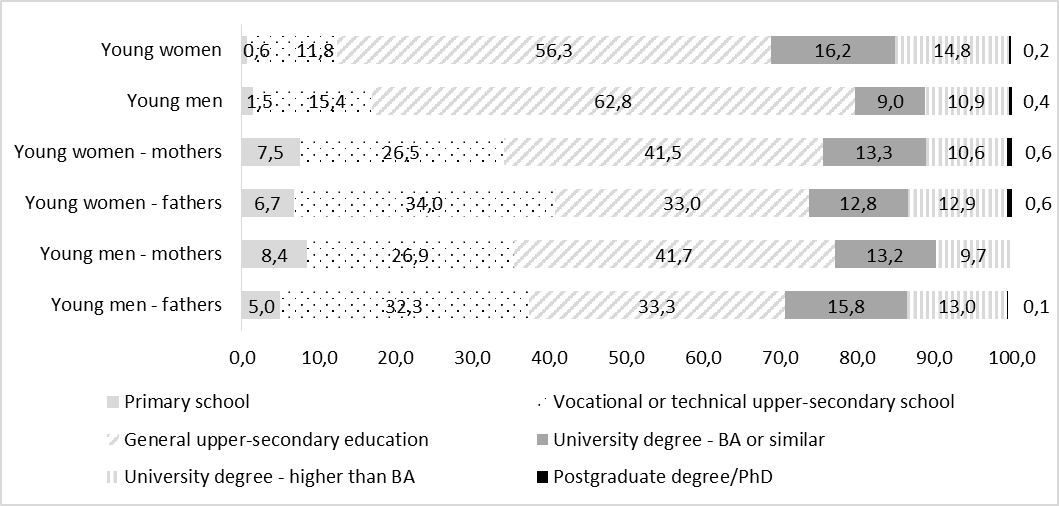 Young women 0,6 11,8 56,3 16,2 14,8 0,2
Young men 1,5 15,4 62,8 9,0 10,9 0,4
Young women - mothers 7,5 26,5 41,5 13,3 10,6 0,6
Young women - fathers 6,7 34,0 33,0 12,8 12,9 0,6
Young men - mothers 8,4 26,9 41,7 13,2 9,7
Young men - fathers 5,0 32,3 33,3 15,8 13,0 0,1
0,0 10,0 20,0 30,0 40,0 50,0 60,0 70,0 80,0 90,0 100,0
Primary school Vocational or technical upper-secondary school
General upper-secondary education University degree - BA or similar
University degree - higher than BA Postgraduate degree/PhD